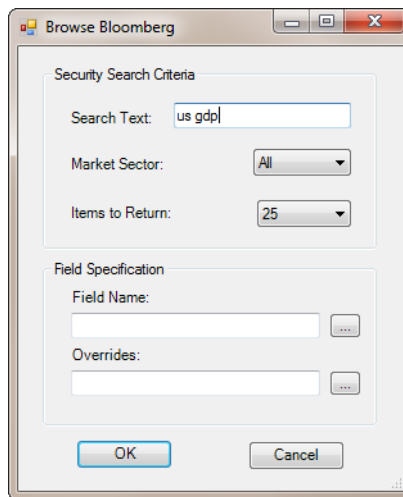 Browse Bloomberg
Security Search Criteria
Search Text: us gdp
Market Sector: All
Items to Return: 25
Field Specification
Field Name:
...
Overrides:
...
OK Cancel